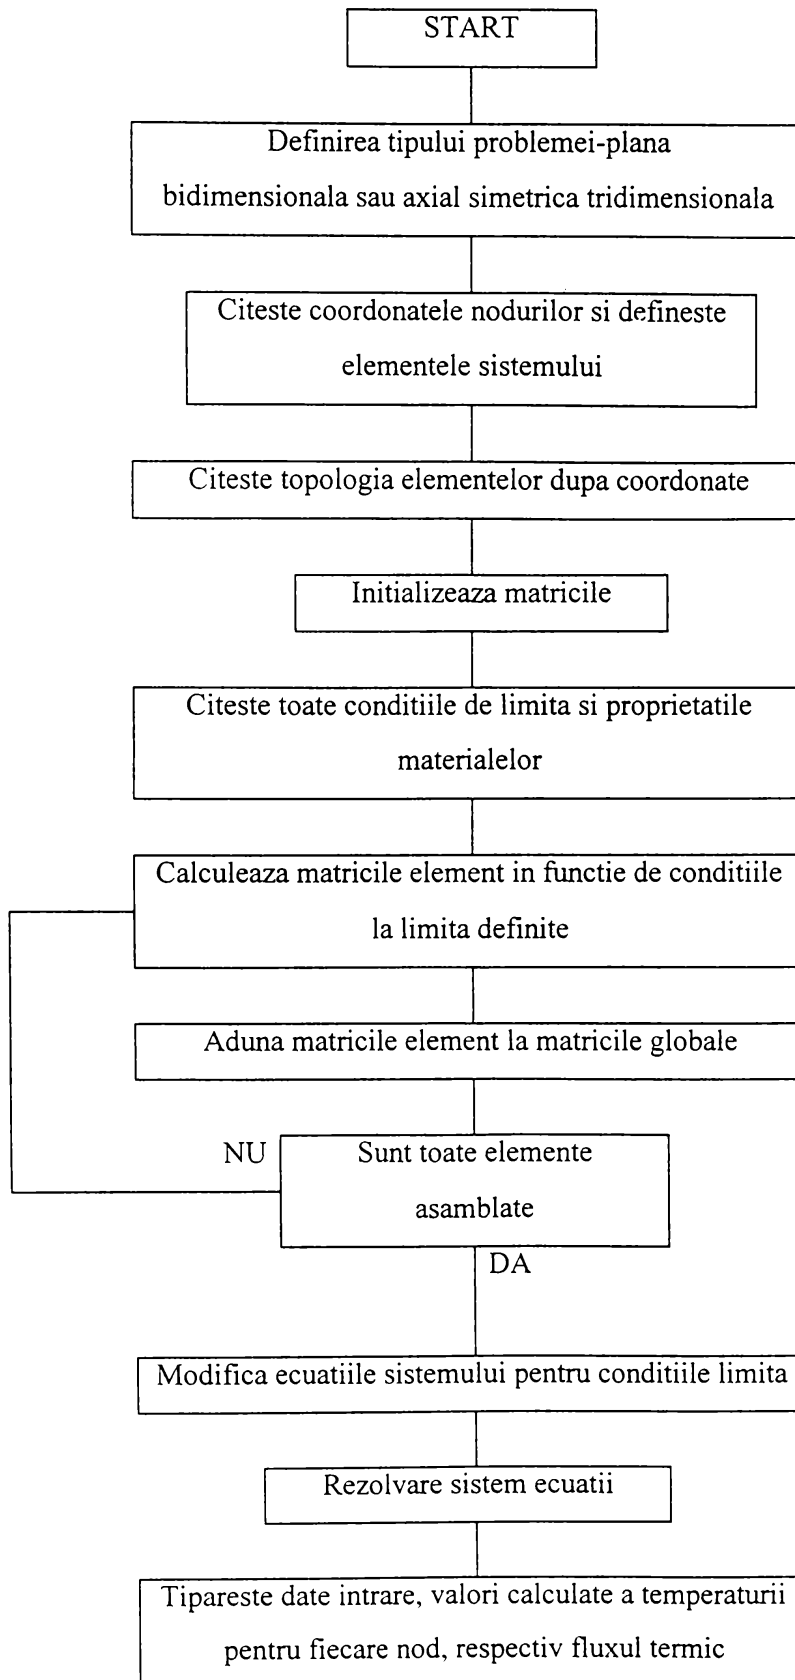 START
Definirea tipului problemei-plana
bidimensionala sau axial simetrica tridimensionala
Citeste coordonatele nodurilor si defineste
elementele sistemului
Citeste topologia elementelor dupa coordonate
Initializeaza matricile
Citeste toate conditiile de limita si proprietatile
materialelor
Calculeaza matricile element in functie de conditiile
la limita definite
Aduna matricile element la matricile globale
NU
Sunt toate elemente
asamblate
DA
Modifica ecuatiile sistemului pentru conditiile limita
Rezolvare sistem ecuatii
Tipareste date intrare, valori calculate a temperaturii
pentru fiecare nod, respectiv fluxul termic